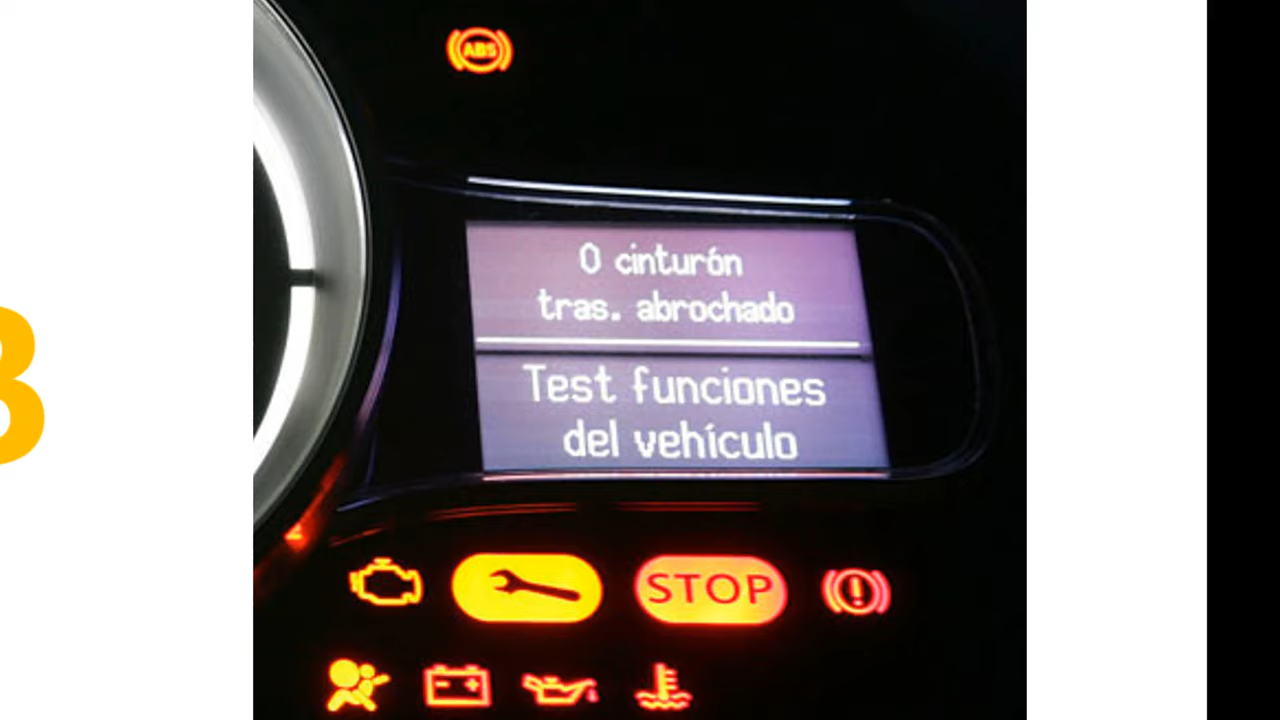 ABS
0 cinturón
tras. abrochado
Test funciones
del vehículo
STOP